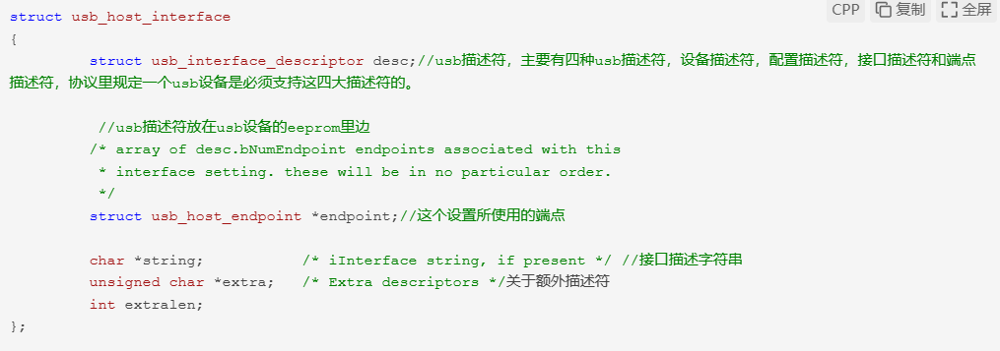 CPP 复制 全屏
struct usb_host_interface
{
struct usb_interface_descriptor desc;//usb描述符，主要有四种usb描述符，设备描述符，配置描述符，接口描述符和端点
描述符，协议里规定一个usb设备是必须支持这四大描述符的。
//usb描述符放在usb设备的eeprom里边
/* array of desc.bNumEndpoint endpoints associated with this
* interface setting. these will be in no particular order.
*/
struct usb_host_endpoint *endpoint;//这个设置所使用的端点
char *string; /* iInterface string, if present */ //接口描述字符串
unsigned char *extra; /* Extra descriptors */关于额外描述符
int extralen;
};